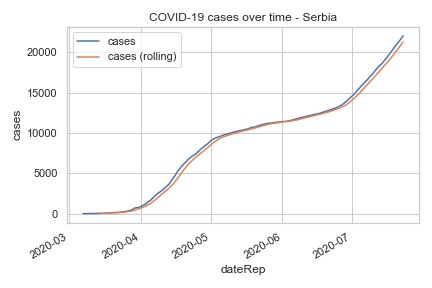 COVID-19 cases over time - Serbia
cases
cases (rolling)
20000
15000
10000
5000
0
cases
2020-03
2020-04
2020-05
2020-06
2020-07
dateRep